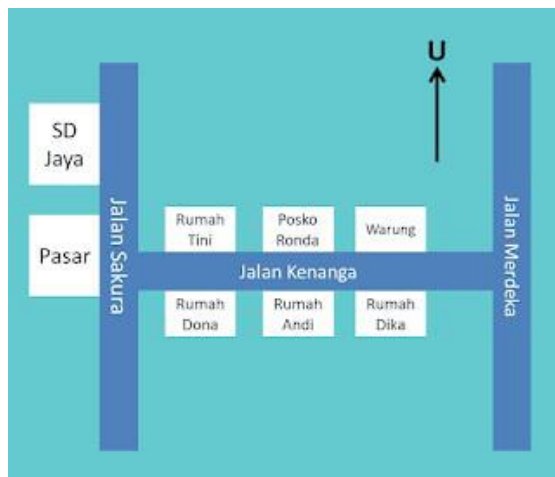 U
SD
Jaya
Pasar
Jalan Sakura
Rumah
Tini
Posko
Ronda
Warung
Jalan Kenanga
Rumah
Dona
Rumah
Andi
Rumah
Dika
Jalan Merdeka